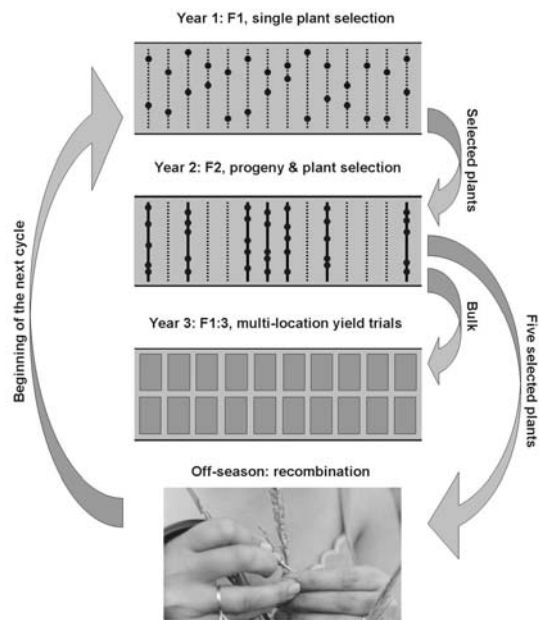 Year 1: F1, single plant selection
Selected plants
Year 2: F2, progeny & plant selection
Beginning of the next cycle
Bulk
Five selected plants
Year 3: F1:3, multi-location yield trials
Off-season: recombination